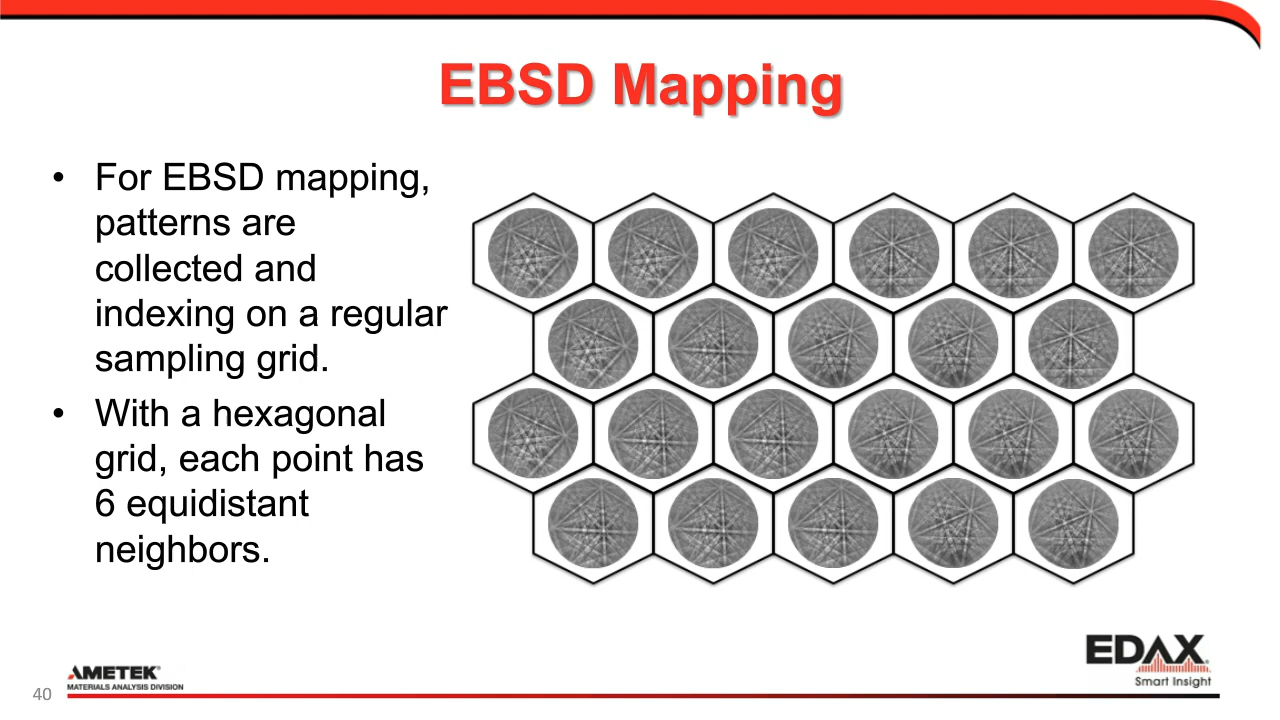 EBSD Mapping
• For EBSD mapping,
patterns are
collected and
indexing on a regular
sampling grid.
• With a hexagonal
grid, each point has
6 equidistant
neighbors.
EDAX
Smart Insight
AMETEK®
MATERIALS ANALYSIS DIVISION
40